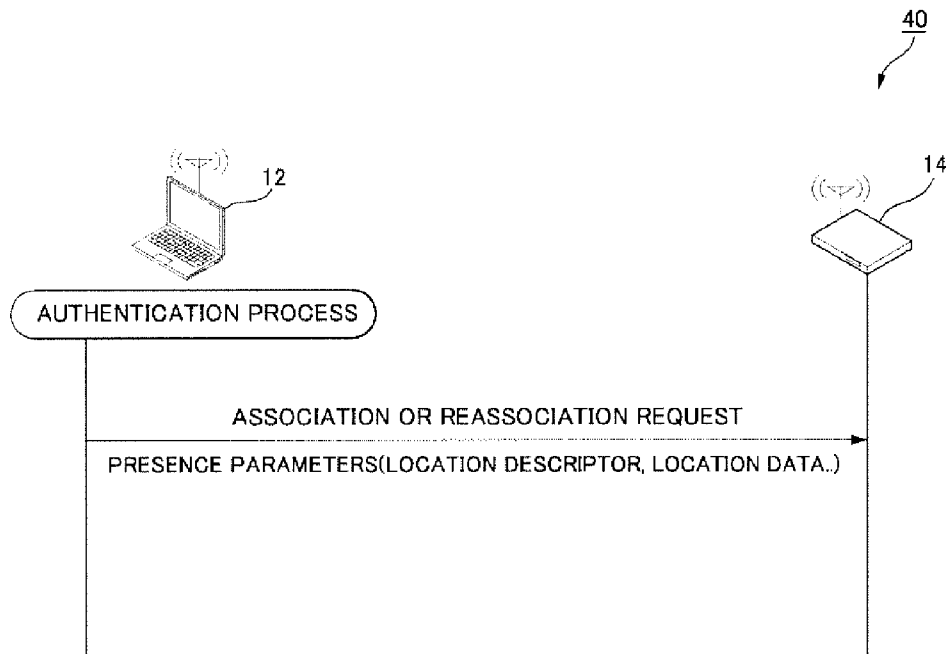 40
12
14
AUTHENTICATION PROCESS
ASSOCIATION OR REASSOCIATION REQUEST
PRESENCE PARAMETERS(LOCATION DESCRIPTOR, LOCATION DATA..)